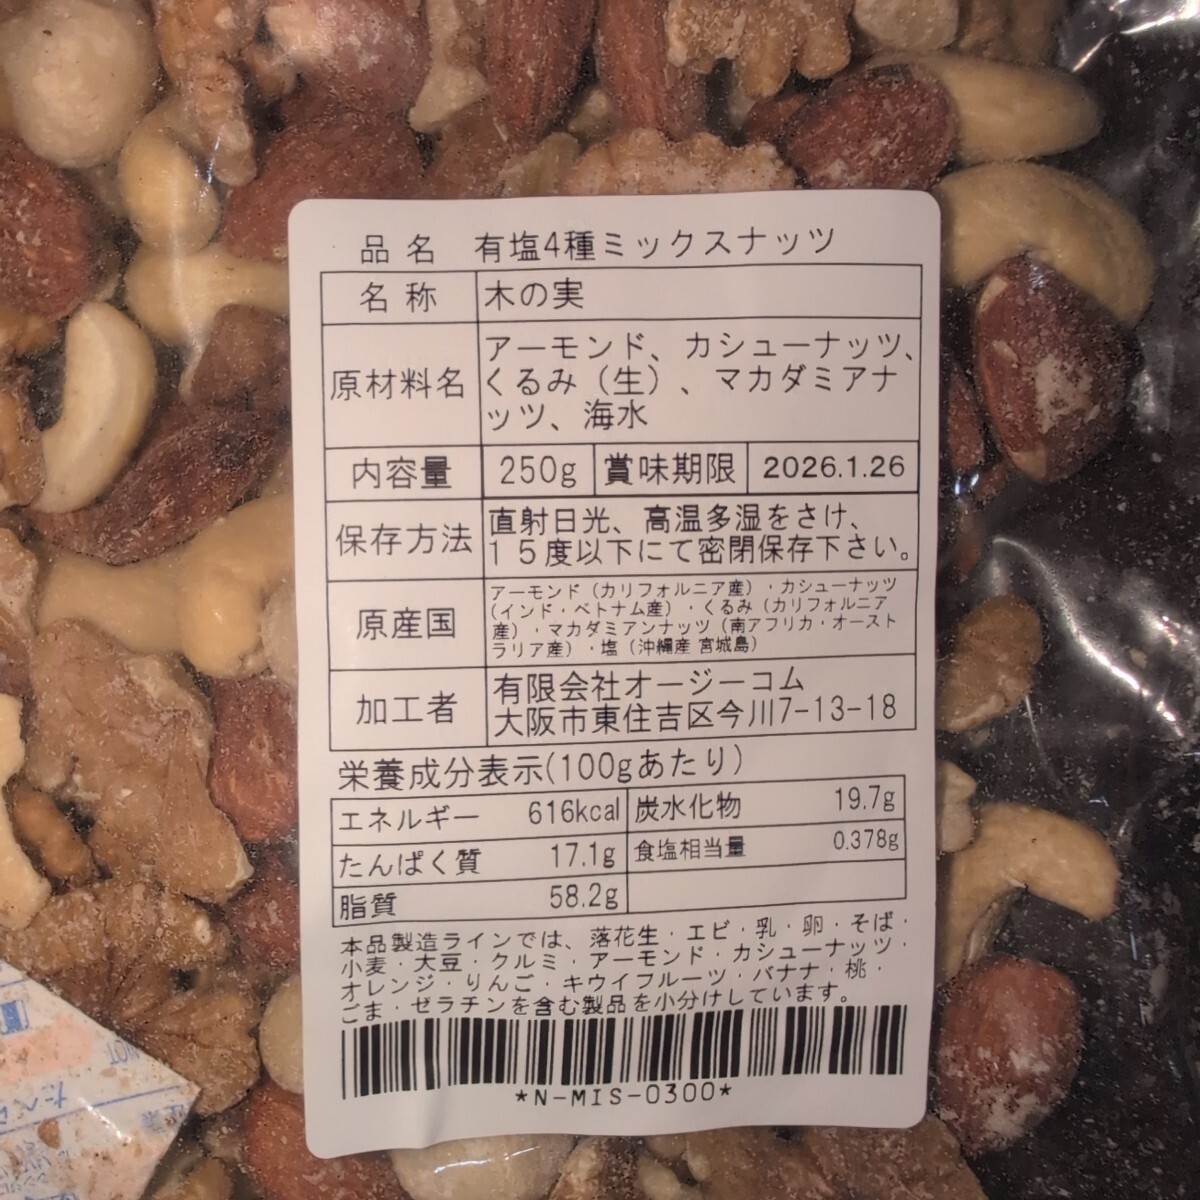 品名 有塩4種ミックスナッツ
名称 木の実
原材料名 アーモンド、カシューナッツ、
くるみ（生）、マカダミアナ
ッツ、海水
内容量 250g 賞味期限 2026.1.26
保存方法 直射日光、高温多湿をさけ、
１５度以下にて密閉保存下さい。
原産国 アーモンド（カリフォルニア産）・カシューナッツ
（インド・ベトナム産）・くるみ（カリフォルニア
産）・マカダミアンナッツ（南アフリカ・オースト
ラリア産）・塩（沖縄産 宮城島）
加工者 有限会社オージーコム
大阪市東住吉区今川7-13-18
栄養成分表示(100gあたり)
エネルギー 616kcal 炭水化物 19.7g
たんぱく質 17.1g 食塩相当量 0.378g
脂質 58.2g
本品製造ラインでは、落花生・エビ・乳・卵・そば・
小麦・大豆・クルミ・アーモンド・カシューナッツ・
オレンジ・りんご・キウイフルーツ・バナナ・桃・
ごま・ゼラチンを含む製品を小分けしています。
*N-MIS-0300*